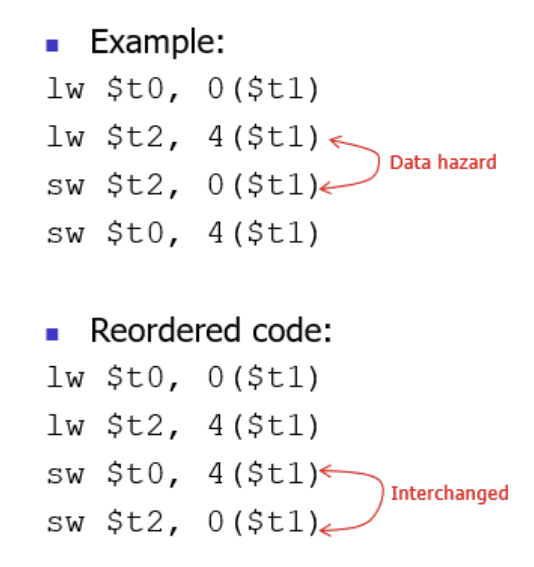 Example:
lw $t0, 0($t1)
lw $t2, 4($t1)
Data hazard
sw $t2, 0($t1)
sw $t0, 4($t1)
Reordered code:
lw $t0, 0($t1)
lw $t2, 4($t1)
sw $t0, 4($t1)
Interchanged
sw $t2, 0($t1)